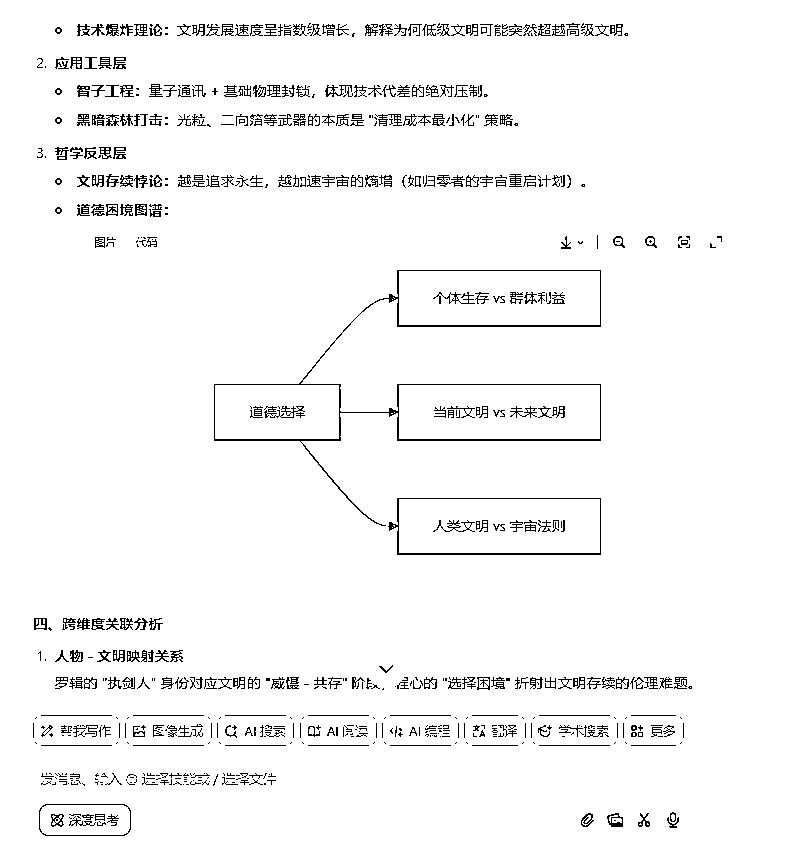 技术爆炸理论：文明发展速度呈指数级增长，解释为何低级文明可能突然超越高级文明。
2. 应用工具层
智子工程：量子通讯 + 基础物理封锁，体现技术代差的绝对压制。
黑暗森林打击：光粒、二向箔等武器的本质是 "清理成本最小化" 策略。
3. 哲学反思层
文明存续悖论：越是追求永生，越加速宇宙的熵增（如归零者的宇宙重启计划）。
道德困境图谱：
图片 代码
个体生存 vs 群体利益
道德选择
当前文明 vs 未来文明
人类文明 vs 宇宙法则
四、跨维度关联分析
1. 人物 - 文明映射关系
罗辑的 "执剑人" 身份对应文明的 "威慑 - 共存" 阶段，程心的 "选择困境" 折射出文明存续的伦理难题。
帮我写作 图像生成 AI 搜索 AI 阅读 AI 编程 翻译 学术搜索 更多
发消息、输入 @ 选择技能或 / 选择文件
深度思考